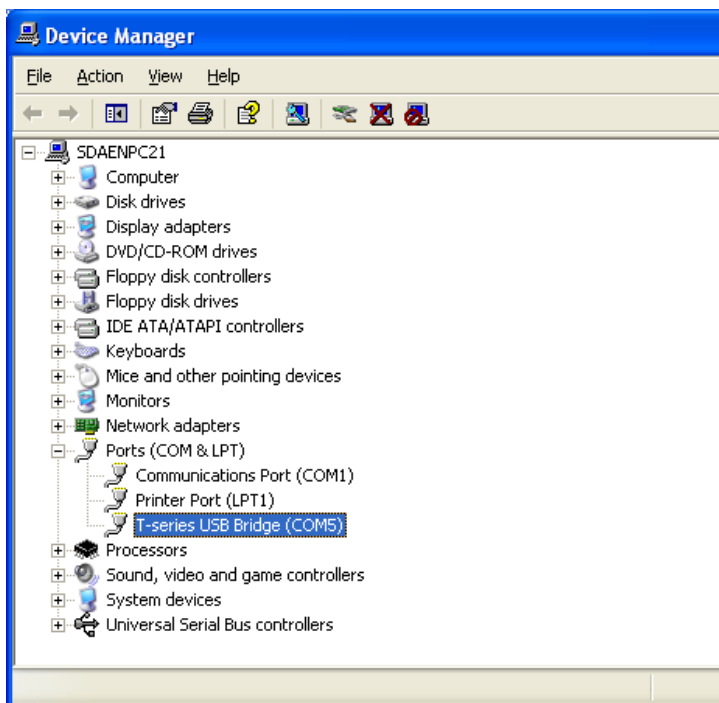 Device Manager
File Action View Help
SDAENPC21
Computer
Disk drives
Display adapters
DVD/CD-ROM drives
Floppy disk controllers
Floppy disk drives
IDE ATA/ATAPI controllers
Keyboards
Mice and other pointing devices
Monitors
Network adapters
Ports (COM & LPT)
Communications Port (COM1)
Printer Port (LPT1)
T-series USB Bridge (COM5)
Processors
Sound, video and game controllers
System devices
Universal Serial Bus controllers